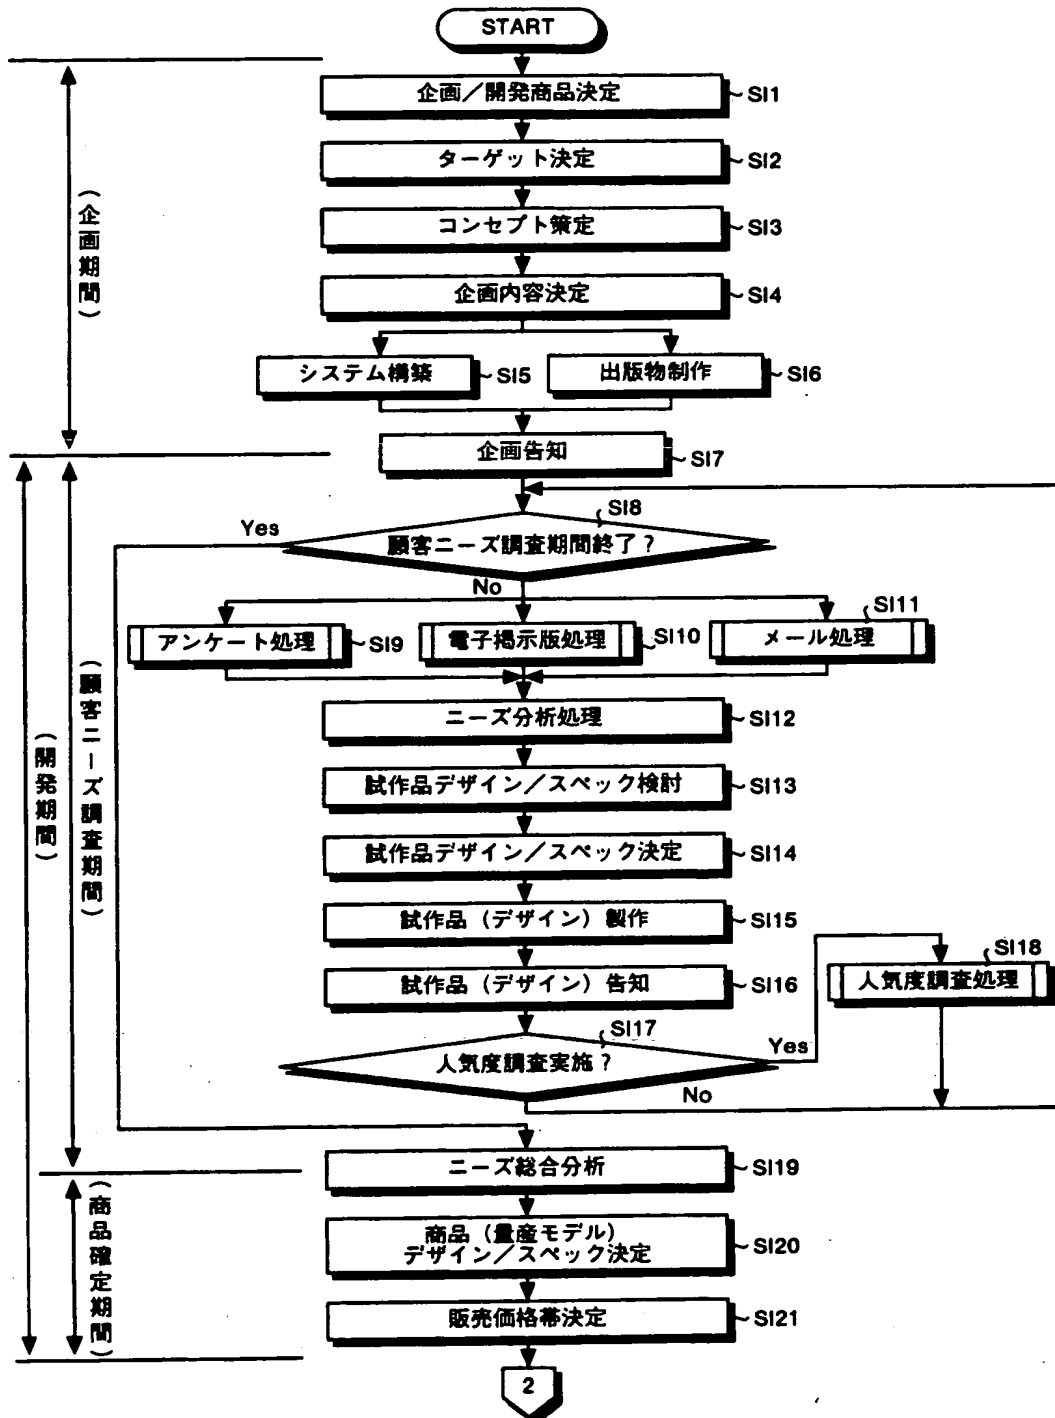 START
企画／開発商品決定
SI1
ターゲット決定
SI2
コンセプト策定
SI3
企画内容決定
SI4
(企画期間)
システム構築
SI5
出版物制作
SI6
企画告知
SI7
SI8
Yes
顧客ニーズ調査期間終了？
No
アンケート処理
SI9
電子掲示版処理
SI10
SI11
メール処理
ニーズ分析処理
SI12
試作品デザイン／スペック検討
SI13
試作品デザイン／スペック決定
SI14
(顧客ニーズ調査期間)
(開発期間)
試作品（デザイン）製作
SI15
試作品（デザイン）告知
SI16
SI17
人気度調査実施？
Yes
No
SI18
人気度調査処理
ニーズ総合分析
SI19
(商品確定期間)
商品（量産モデル）
デザイン／スペック決定
SI20
販売価格帯決定
SI21
2